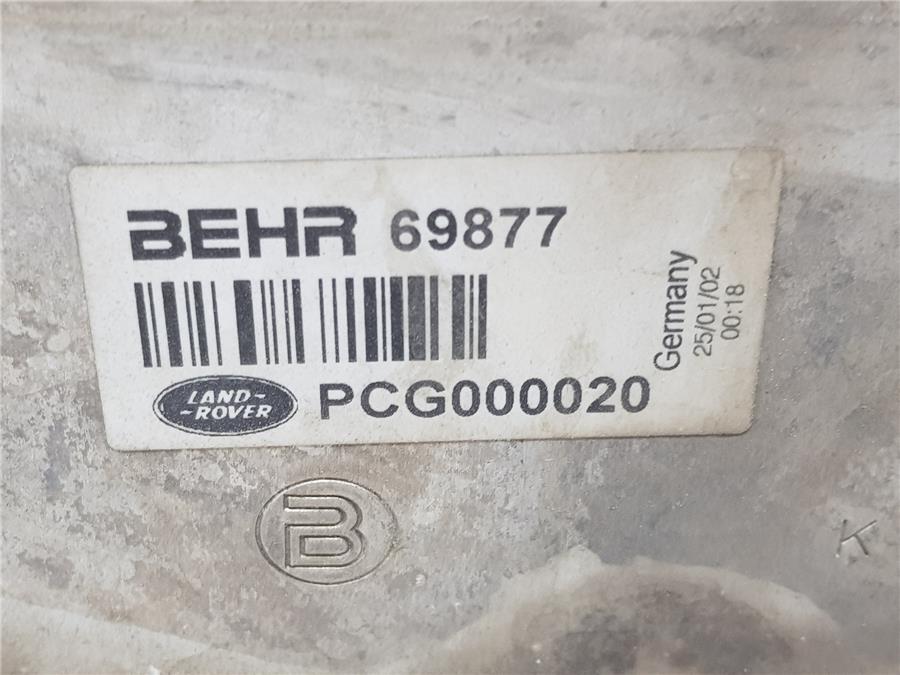 BEHR 69877
LAND-
-ROVER
PCG000020
Germany
25/01/02
00:18
B
K